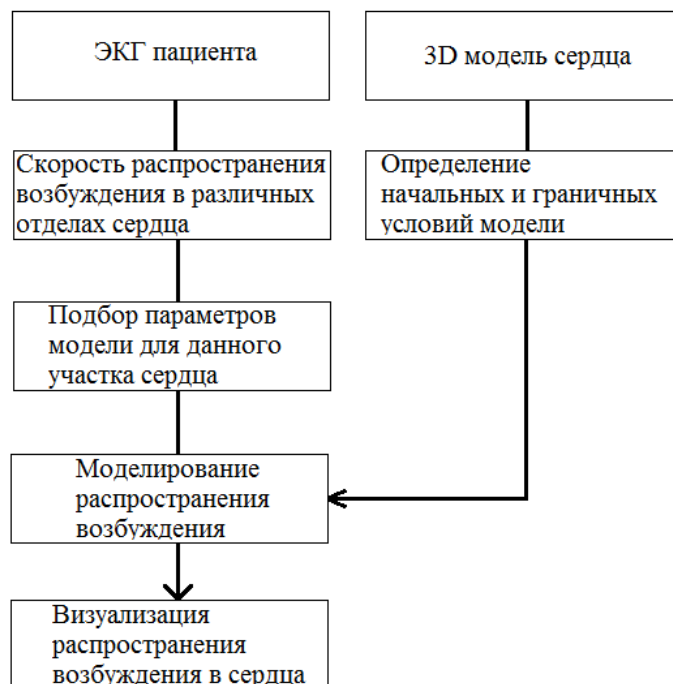 ЭКГ пациента
3D модель сердца
Скорость распространения
возбуждения в различных
отделах сердца
Определение
начальных и граничных
условий модели
Подбор параметров
модели для данного
участка сердца
Моделирование
распространения
возбуждения
Визуализация
распространения
возбуждения в сердца